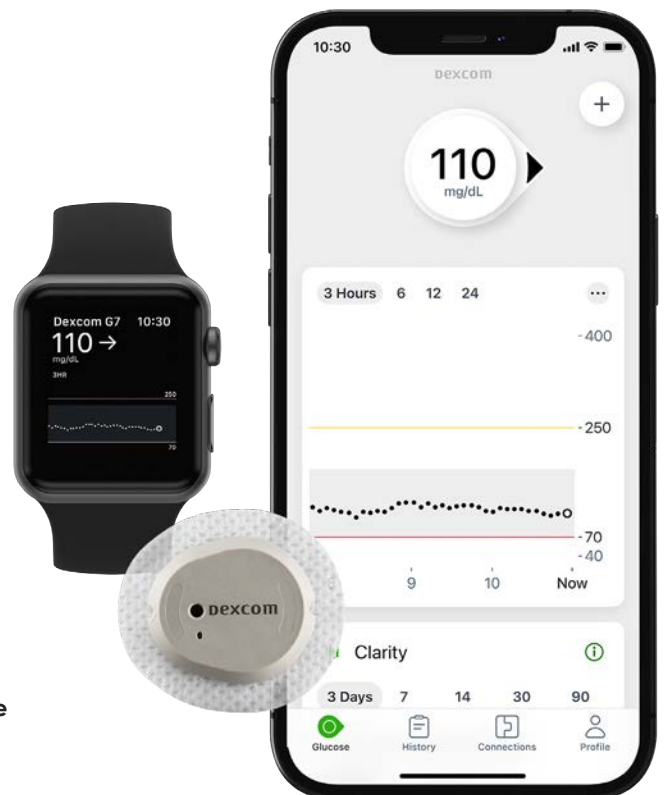 10:30
Dexcom
+
110
mg/dL
3 Hours 6 12 24
...
-400
-250
-70
-40
9 10 Now
Clarity
3 Days 7 14 30 90
Glucose History Connections Profile
Dexcom G7 10:30
110 →
mg/dL
3HR
250
70
Dexcom
e